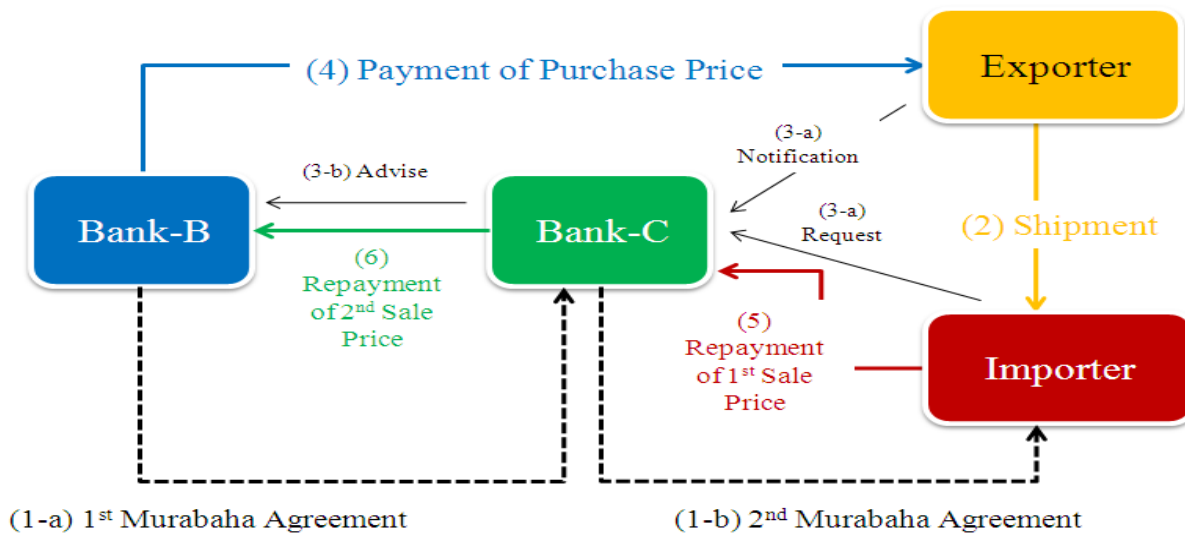 (4) Payment of Purchase Price
Exporter
(3-a)
Notification
(3-b) Advise
Bank-B
Bank-C
(3-a)
Request
(2) Shipment
(6)
Repayment
of 2nd Sale
Price
(5)
Repayment
of 1st Sale
Price
Importer
(1-a) 1st Murabaha Agreement
(1-b) 2nd Murabaha Agreement